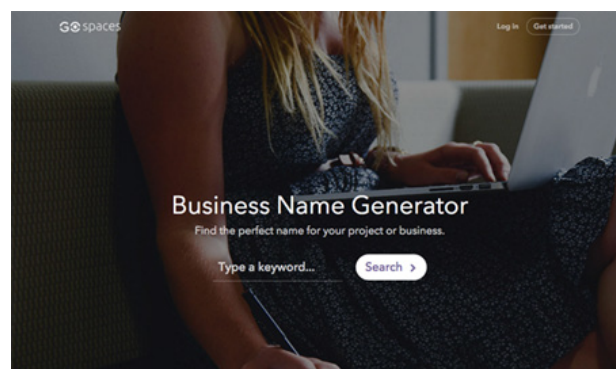 GO spaces
Log in
Get started
Business Name Generator
Find the perfect name for your project or business.
Type a keyword...
Search >